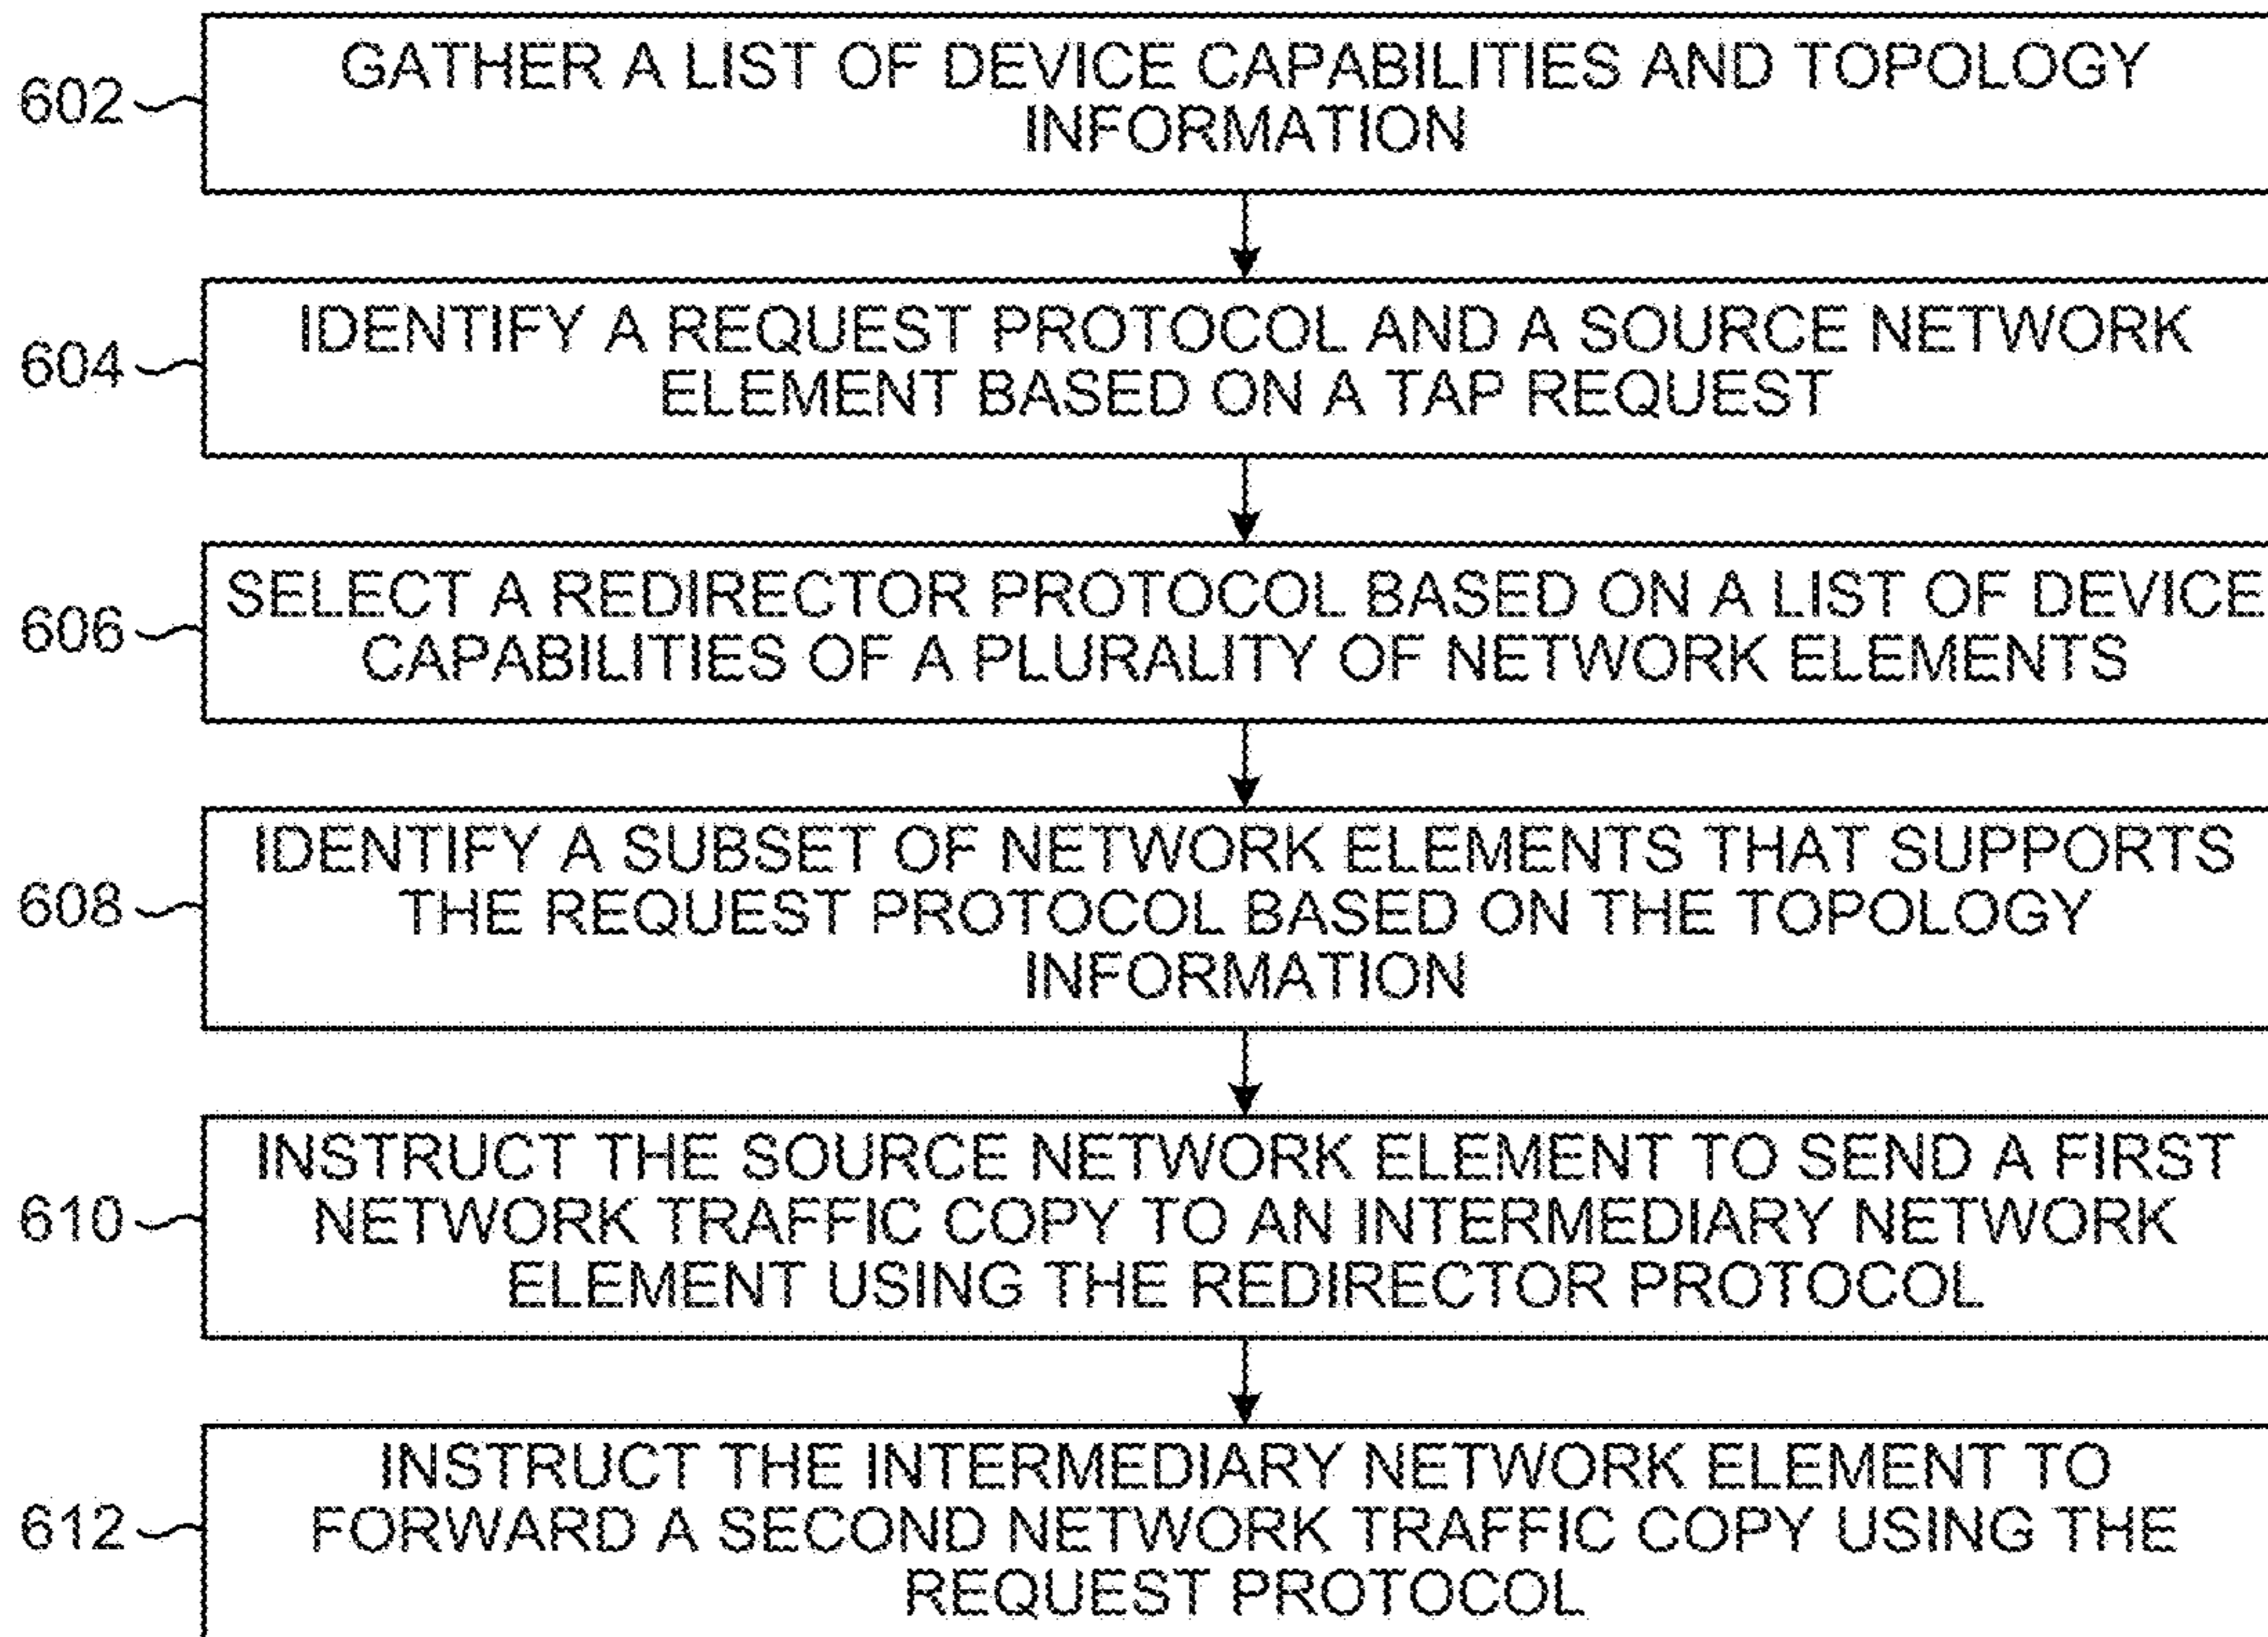 602
GATHER A LIST OF DEVICE CAPABILITIES AND TOPOLOGY
INFORMATION
604
IDENTIFY A REQUEST PROTOCOL AND A SOURCE NETWORK
ELEMENT BASED ON A TAP REQUEST
606
SELECT A REDIRECTOR PROTOCOL BASED ON A LIST OF DEVICE
CAPABILITIES OF A PLURALITY OF NETWORK ELEMENTS
608
IDENTIFY A SUBSET OF NETWORK ELEMENTS THAT SUPPORTS
THE REQUEST PROTOCOL BASED ON THE TOPOLOGY
INFORMATION
610
INSTRUCT THE SOURCE NETWORK ELEMENT TO SEND A FIRST
NETWORK TRAFFIC COPY TO AN INTERMEDIARY NETWORK
ELEMENT USING THE REDIRECTOR PROTOCOL
612
INSTRUCT THE INTERMEDIARY NETWORK ELEMENT TO
FORWARD A SECOND NETWORK TRAFFIC COPY USING THE
REQUEST PROTOCOL